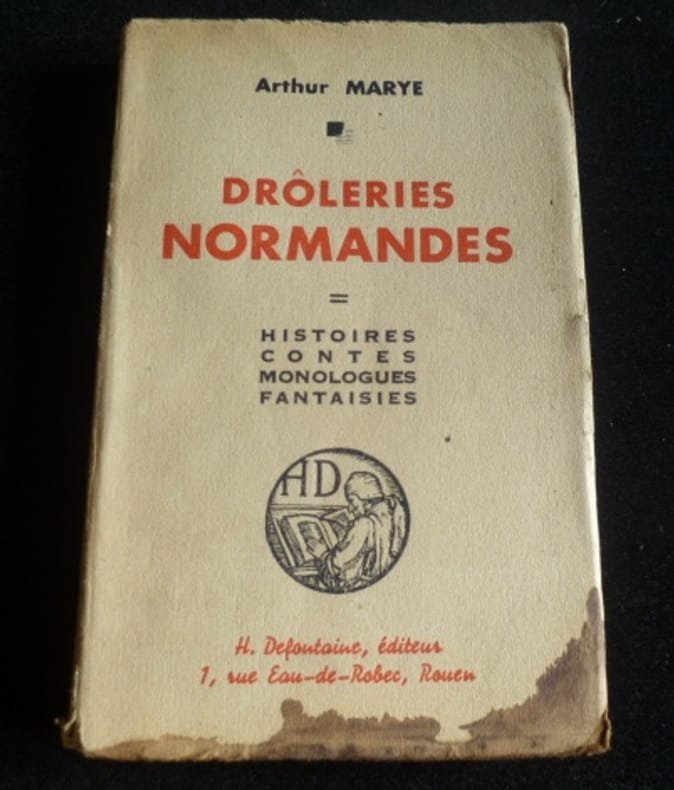 Arthur MARYE
DRÔLERIES
NORMANDES
=
HISTOIRES
CONTES
MONOLOGUES
FANTAISIES
HD
H. Defontaine, éditeur
1, rue Eau-de-Robec, Rouen